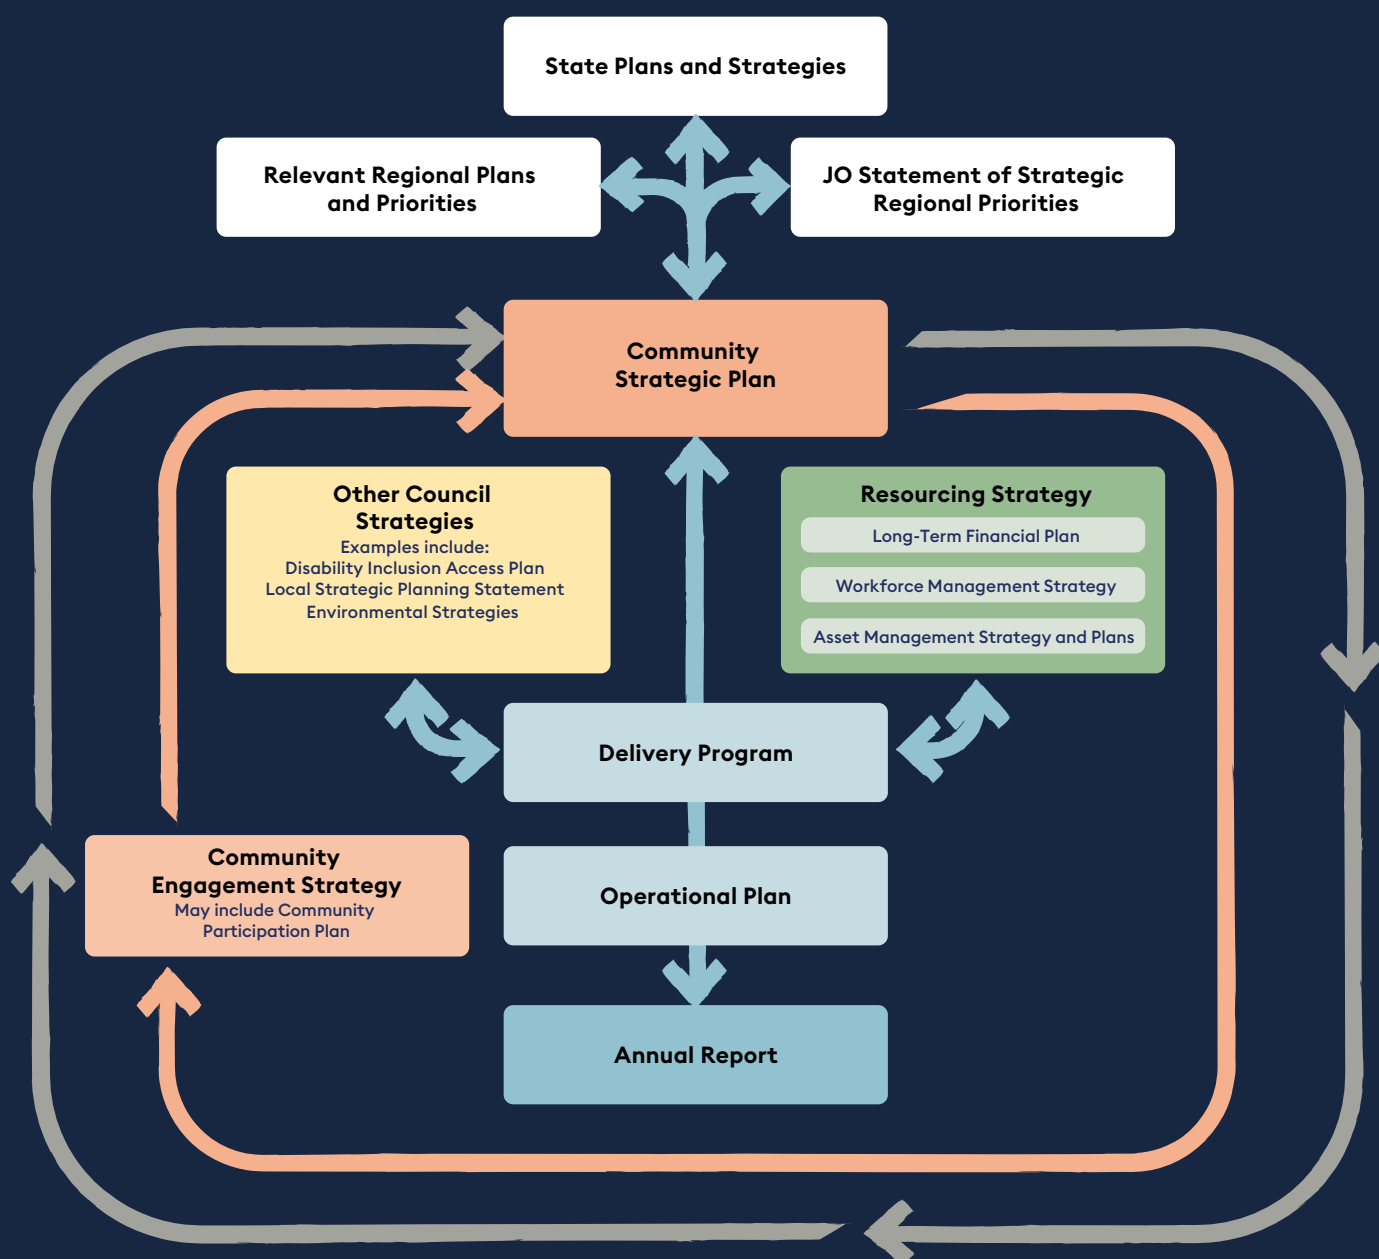 State Plans and Strategies
Relevant Regional Plans
and Priorities
JO Statement of Strategic
Regional Priorities
Community
Strategic Plan
Other Council
Strategies
Examples include:
Disability Inclusion Access Plan
Local Strategic Planning Statement
Environmental Strategies
Resourcing Strategy
Long-Term Financial Plan
Workforce Management Strategy
Asset Management Strategy and Plans
Delivery Program
Community
Engagement Strategy
May include Community
Participation Plan
Operational Plan
Annual Report